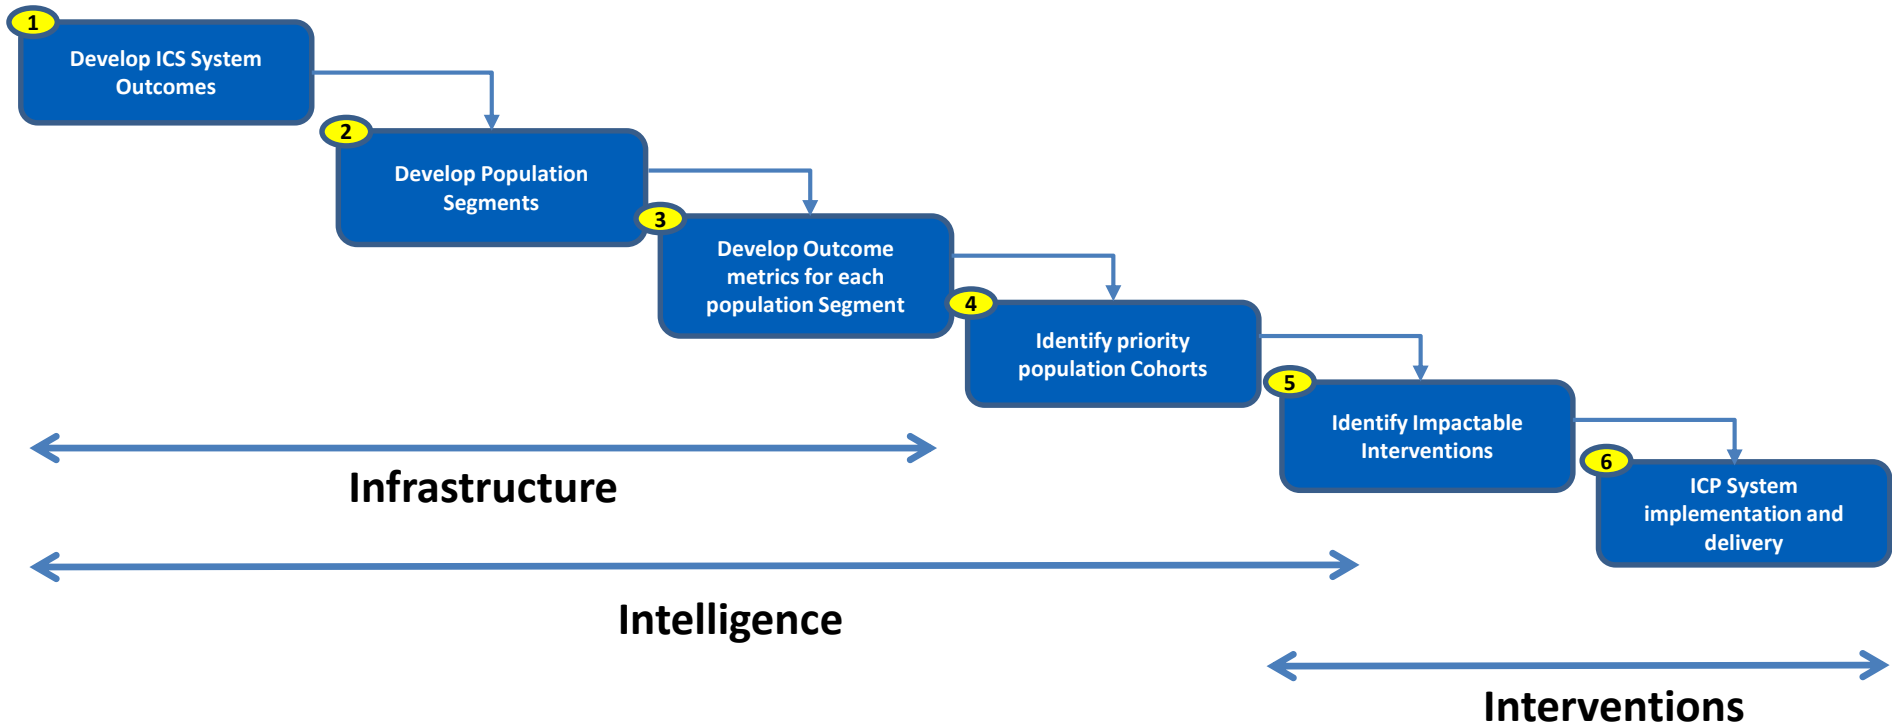 1
Develop ICS System
Outcomes
2
Develop Population
Segments
3
Develop Outcome
metrics for each
population Segment
4
Identify priority
population Cohorts
5
Identify Impactable
Interventions
6
ICP System
implementation and
delivery
Infrastructure
Intelligence
Interventions